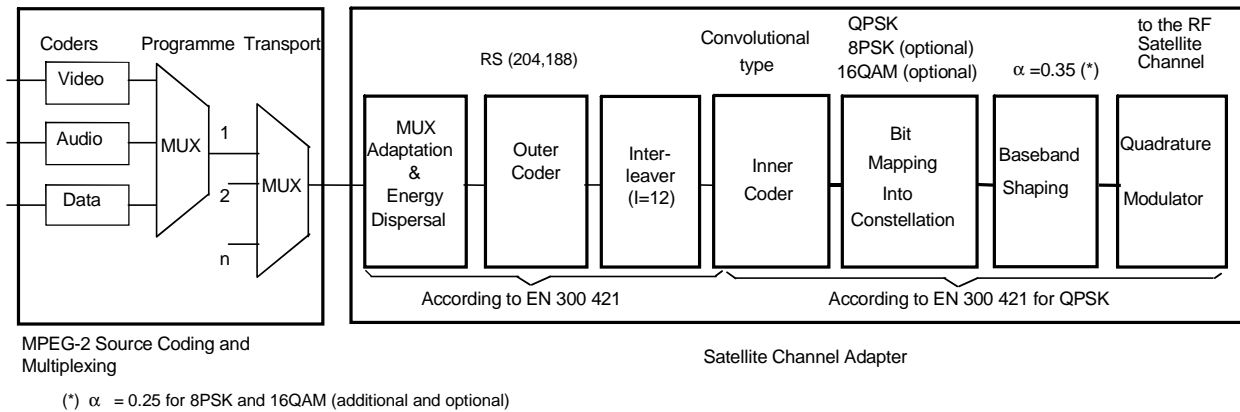 Coders Programme Transport
Video
Audio
Data
MUX
1
2
n
MUX
MPEG-2 Source Coding and
Multiplexing
RS (204,188)
Convolutional
type
QPSK
8PSK (optional)
16QAM (optional)
α =0.35 (*)
to the RF
Satellite
Channel
MUX
Adaptation
&
Energy
Dispersal
Outer
Coder
Inter-
leaver
(I=12)
Inner
Coder
Bit
Mapping
Into
Constellation
Baseband
Shaping
Quadrature
Modulator
According to EN 300 421
According to EN 300 421 for QPSK
Satellite Channel Adapter
(*) α = 0.25 for 8PSK and 16QAM (additional and optional)